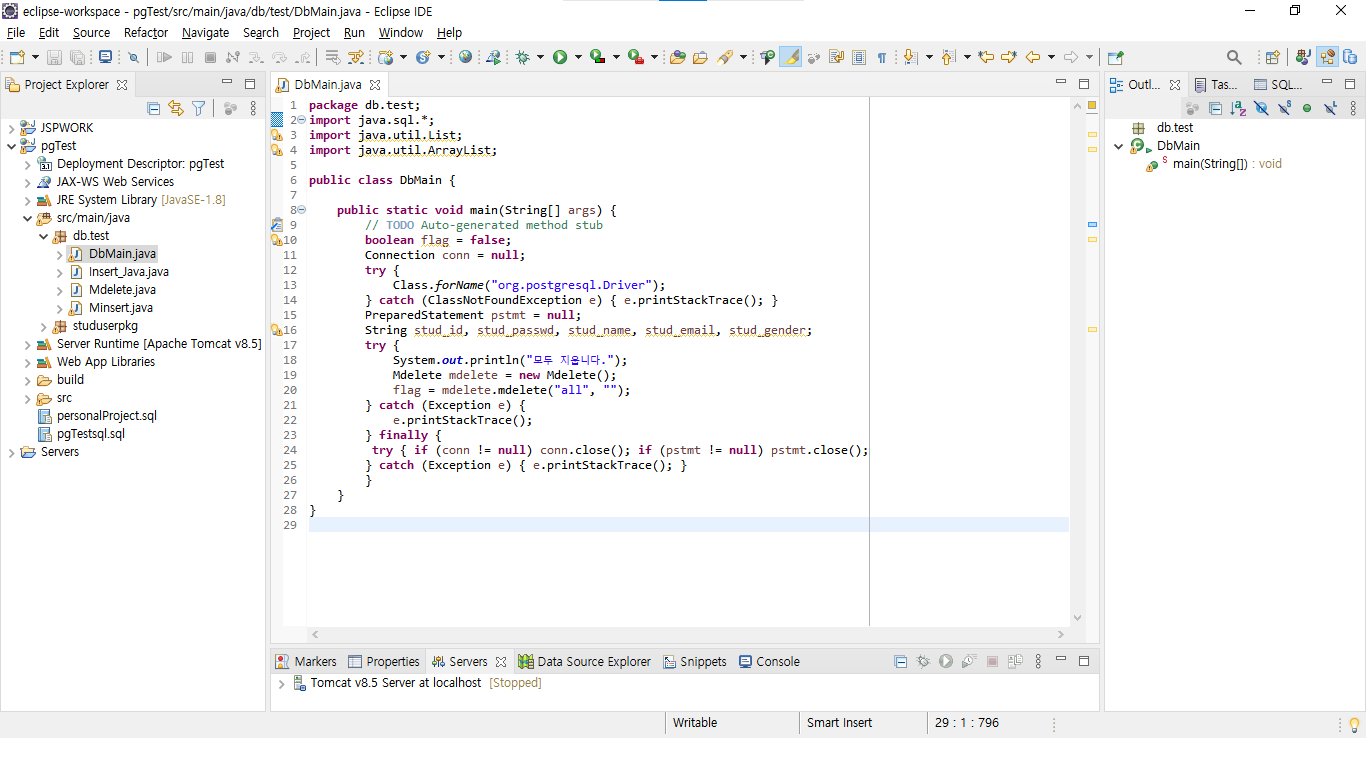 eclipse-workspace - pgTest/src/main/java/db/test/DbMain.java - Eclipse IDE
File Edit Source Refactor Navigate Search Project Run Window Help
Project Explorer
JSPWORK
pgTest
Deployment Descriptor: pgTest
JAX-WS Web Services
JRE System Library [JavaSE-1.8]
src/main/java
db.test
DbMain.java
Insert_Java.java
Mdelete.java
Minsert.java
studuserpkg
Server Runtime [Apache Tomcat v8.5]
Web App Libraries
build
src
personalProject.sql
pgTestsql.sql
Servers
DbMain.java
1 package db.test;
2 import java.sql.*;
3 import java.util.List;
4 import java.util.ArrayList;
5
6 public class DbMain {
7
8 public static void main(String[] args) {
9 // TODO Auto-generated method stub
10 boolean flag = false;
11 Connection conn = null;
12 try {
13 Class.forName("org.postgresql.Driver");
14 } catch (ClassNotFoundException e) { e.printStackTrace(); }
15 PreparedStatement pstmt = null;
16 String stud_id, stud_passwd, stud_name, stud_email, stud_gender;
17 try {
18 System.out.println("모두 지웁니다.");
19 Mdelete mdelete = new Mdelete();
20 flag = mdelete.mdelete("all", "");
21 } catch (Exception e) {
22 e.printStackTrace();
23 } finally {
24 try { if (conn != null) conn.close(); if (pstmt != null) pstmt.close();
25 } catch (Exception e) { e.printStackTrace(); }
26 }
27 }
28 }
29
Outl... Tas... SQL...
db.test
DbMain
main(String[]) : void
Markers Properties Servers Data Source Explorer Snippets Console
Tomcat v8.5 Server at localhost [Stopped]
Writable Smart Insert 29 : 1 : 796